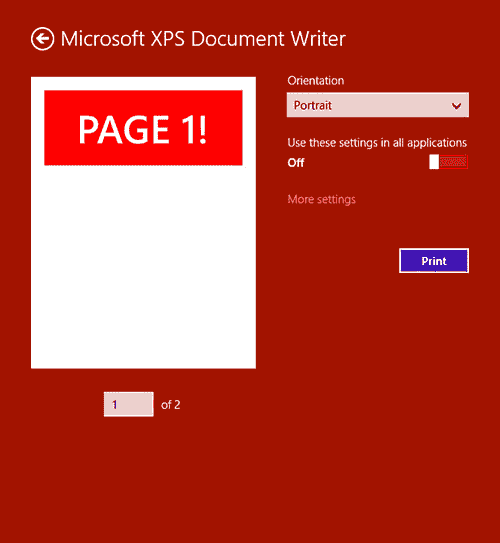 Microsoft XPS Document Writer
PAGE 1!
Orientation
Portrait
Use these settings in all applications
Off
More settings
Print
1 of 2